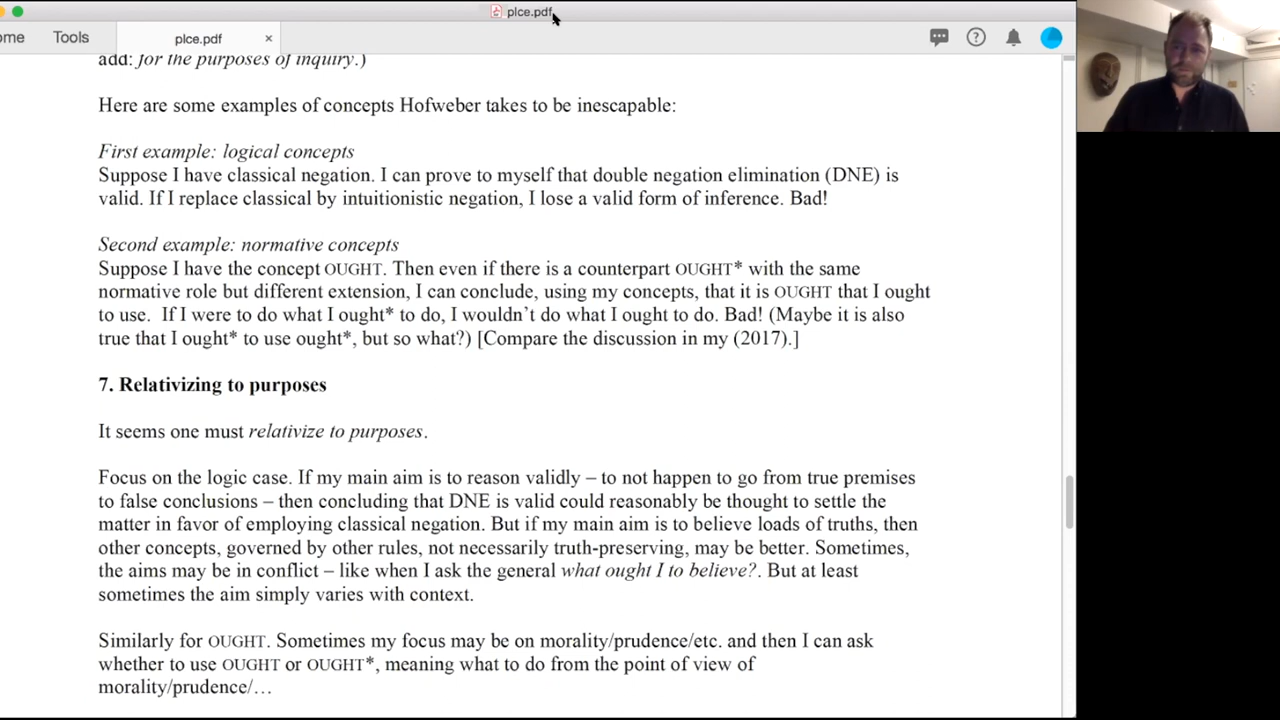 plce.pdf
ome Tools plce.pdf ×
add: for the purposes of inquiry.)
Here are some examples of concepts Hofweber takes to be inescapable:
First example: logical concepts
Suppose I have classical negation. I can prove to myself that double negation elimination (DNE) is
valid. If I replace classical by intuitionistic negation, I lose a valid form of inference. Bad!
Second example: normative concepts
Suppose I have the concept OUGHT. Then even if there is a counterpart OUGHT* with the same
normative role but different extension, I can conclude, using my concepts, that it is OUGHT that I ought
to use.  If I were to do what I ought* to do, I wouldn't do what I ought to do. Bad! (Maybe it is also
true that I ought* to use ought*, but so what?) [Compare the discussion in my (2017).]
7. Relativizing to purposes
It seems one must relativize to purposes.
Focus on the logic case. If my main aim is to reason validly – to not happen to go from true premises
to false conclusions – then concluding that DNE is valid could reasonably be thought to settle the
matter in favor of employing classical negation. But if my main aim is to believe loads of truths, then
other concepts, governed by other rules, not necessarily truth-preserving, may be better. Sometimes,
the aims may be in conflict – like when I ask the general what ought I to believe?. But at least
sometimes the aim simply varies with context.
Similarly for OUGHT. Sometimes my focus may be on morality/prudence/etc. and then I can ask
whether to use OUGHT or OUGHT*, meaning what to do from the point of view of
morality/prudence/…